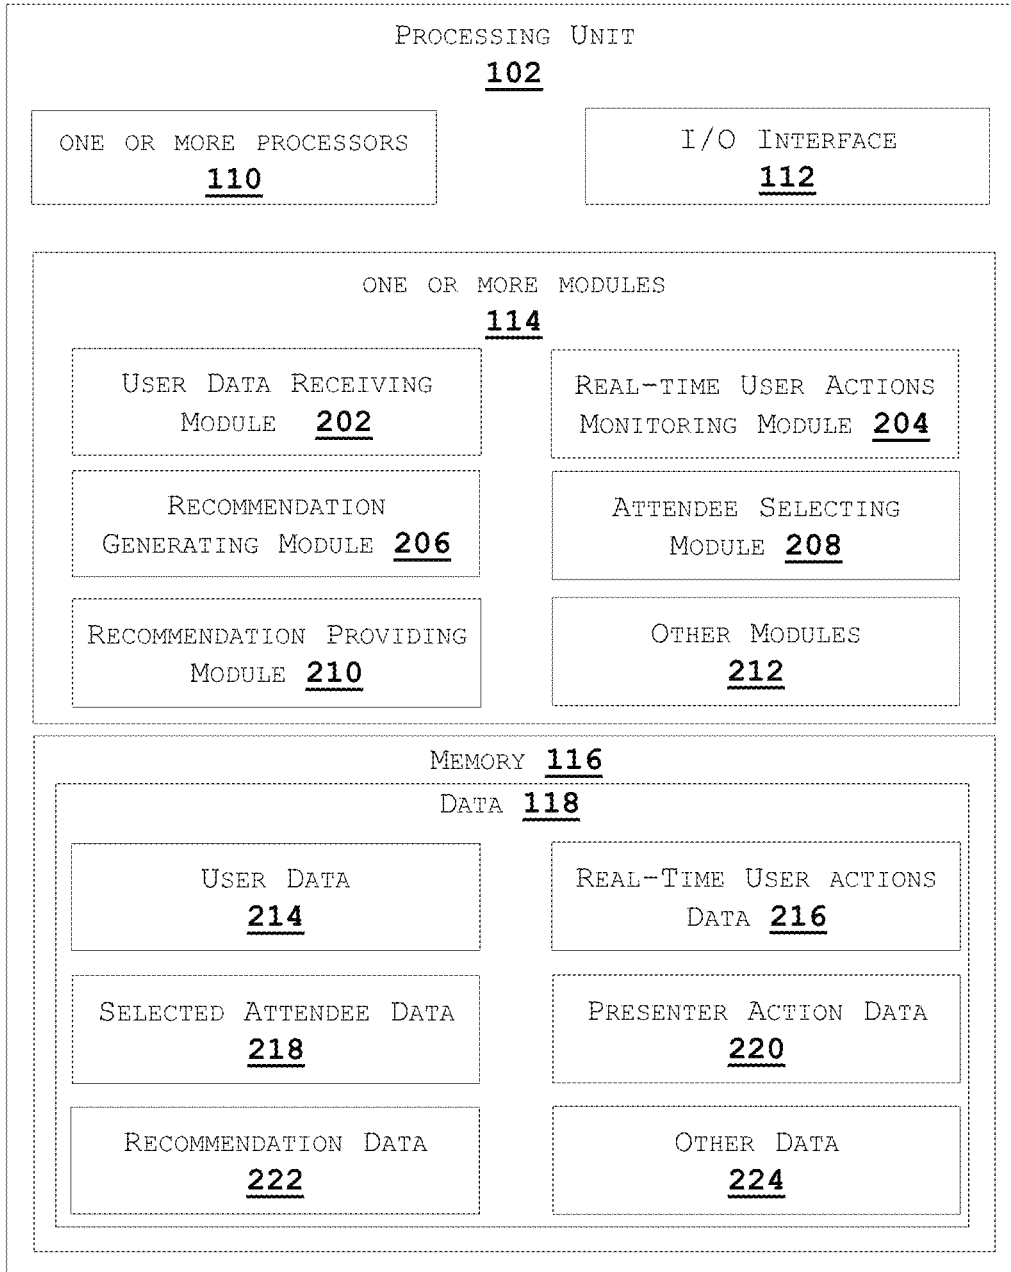 Processing Unit
102
one or more processors
110
I/O Interface
112
one or more modules
114
User Data Receiving
Module 202
Real-time User Actions
Monitoring Module 204
Recommendation
Generating Module 206
Attendee Selecting
Module 208
Recommendation Providing
Module 210
Other Modules
212
Memory 116
Data 118
User Data
214
Real-Time User actions
Data 216
Selected Attendee Data
218
Presenter Action Data
220
Recommendation Data
222
Other Data
224